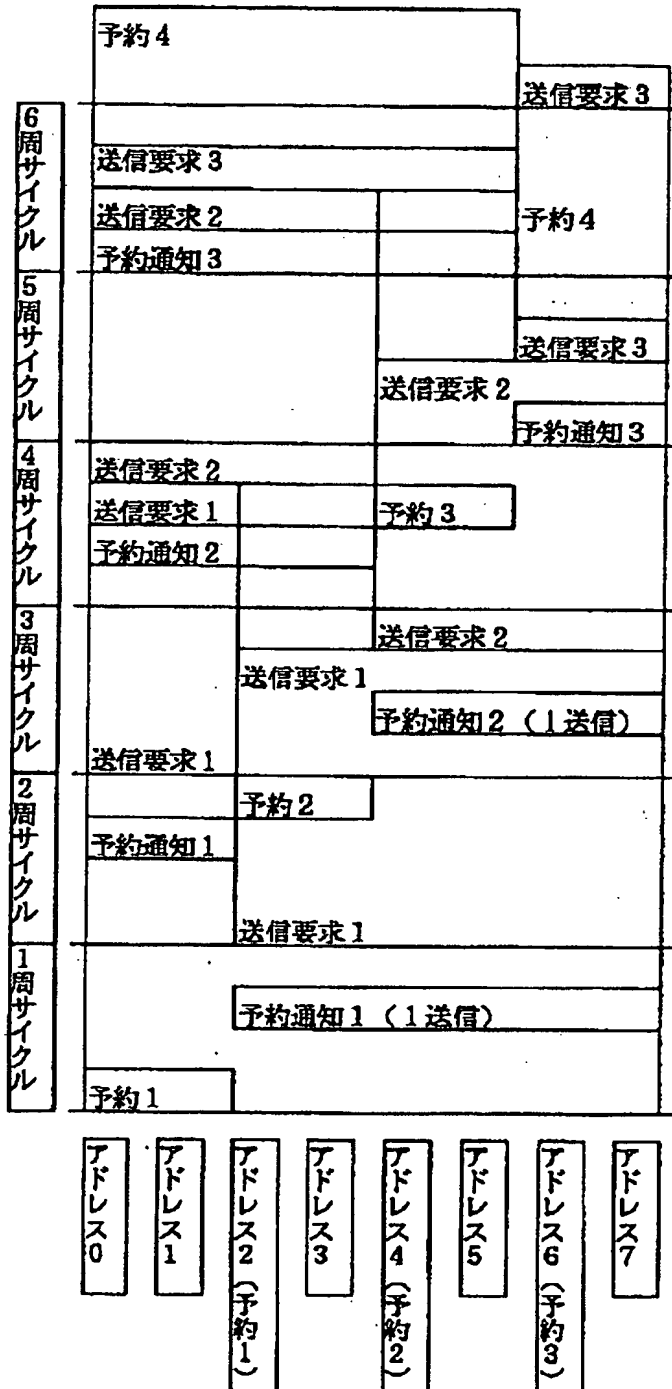 予約4
送信要求3
6周サイクル
送信要求3
送信要求2
予約4
予約通知3
5周サイクル
送信要求3
送信要求2
予約通知3
4周サイクル
送信要求2
送信要求1
予約3
予約通知2
3周サイクル
送信要求2
送信要求1
予約通知2（1送信）
送信要求1
2周サイクル
予約2
予約通知1
送信要求1
1周サイクル
予約通知1（1送信）
予約1
アドレス0
アドレス1
アドレス2（予約1）
アドレス3
アドレス4（予約2）
アドレス5
アドレス6（予約3）
アドレス7